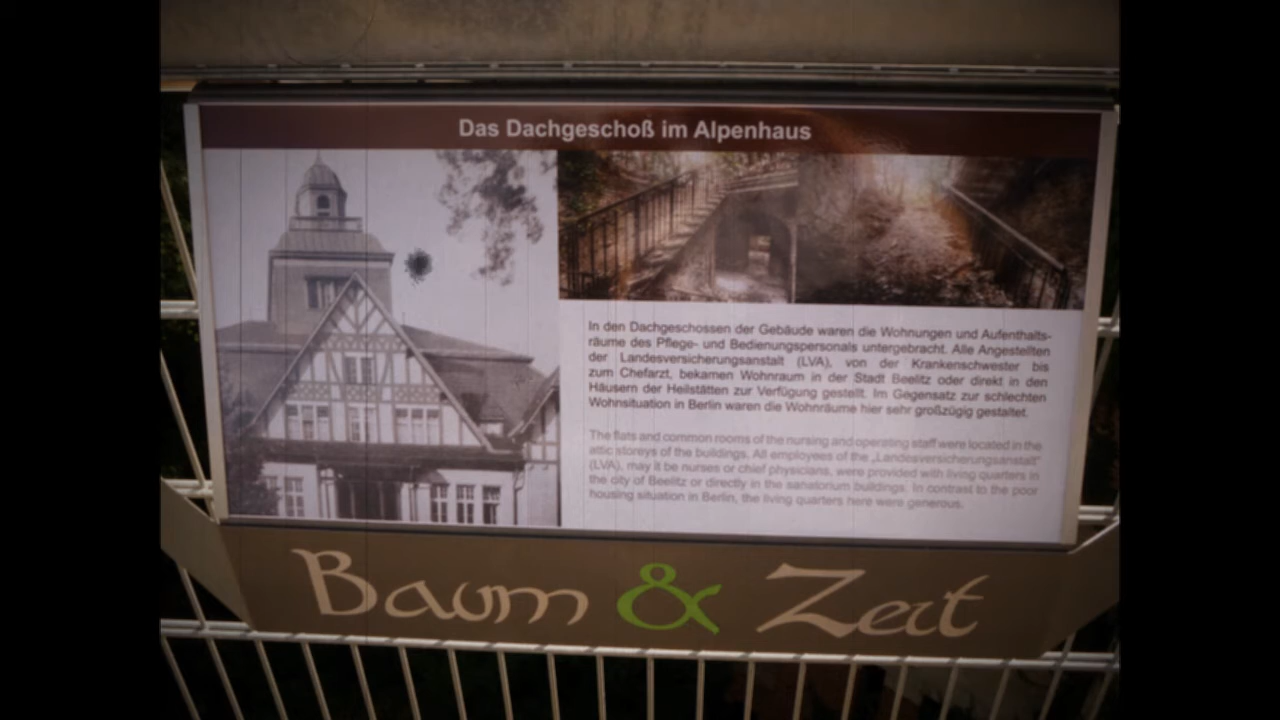 Das Dachgeschoß im Alpenhaus
In den Dachgeschossen der Gebäude waren die Wohnungen und Aufenthalts-
räume des Pflege- und Bedienungspersonals untergebracht. Alle Angestellten
der Landesversicherungsanstalt (LVA), von der Krankenschwester bis
zum Chefarzt, bekamen Wohnraum in der Stadt Beelitz oder direkt in den
Häusern der Heilstätten zur Verfügung gestellt. Im Gegensatz zur schlechten
Wohnsituation in Berlin waren die Wohnräume hier sehr großzügig gestaltet.
The flats and common rooms of the nursing and operating staff were located in the
attic storeys of the buildings. All employees of the „Landesversicherungsanstalt"
(LVA), may it be nurses or chief physicians, were provided with living quarters in
the city of Beelitz or directly in the sanatorium buildings. In contrast to the poor
housing situation in Berlin, the living quarters here were generous.
Baum & Zeit